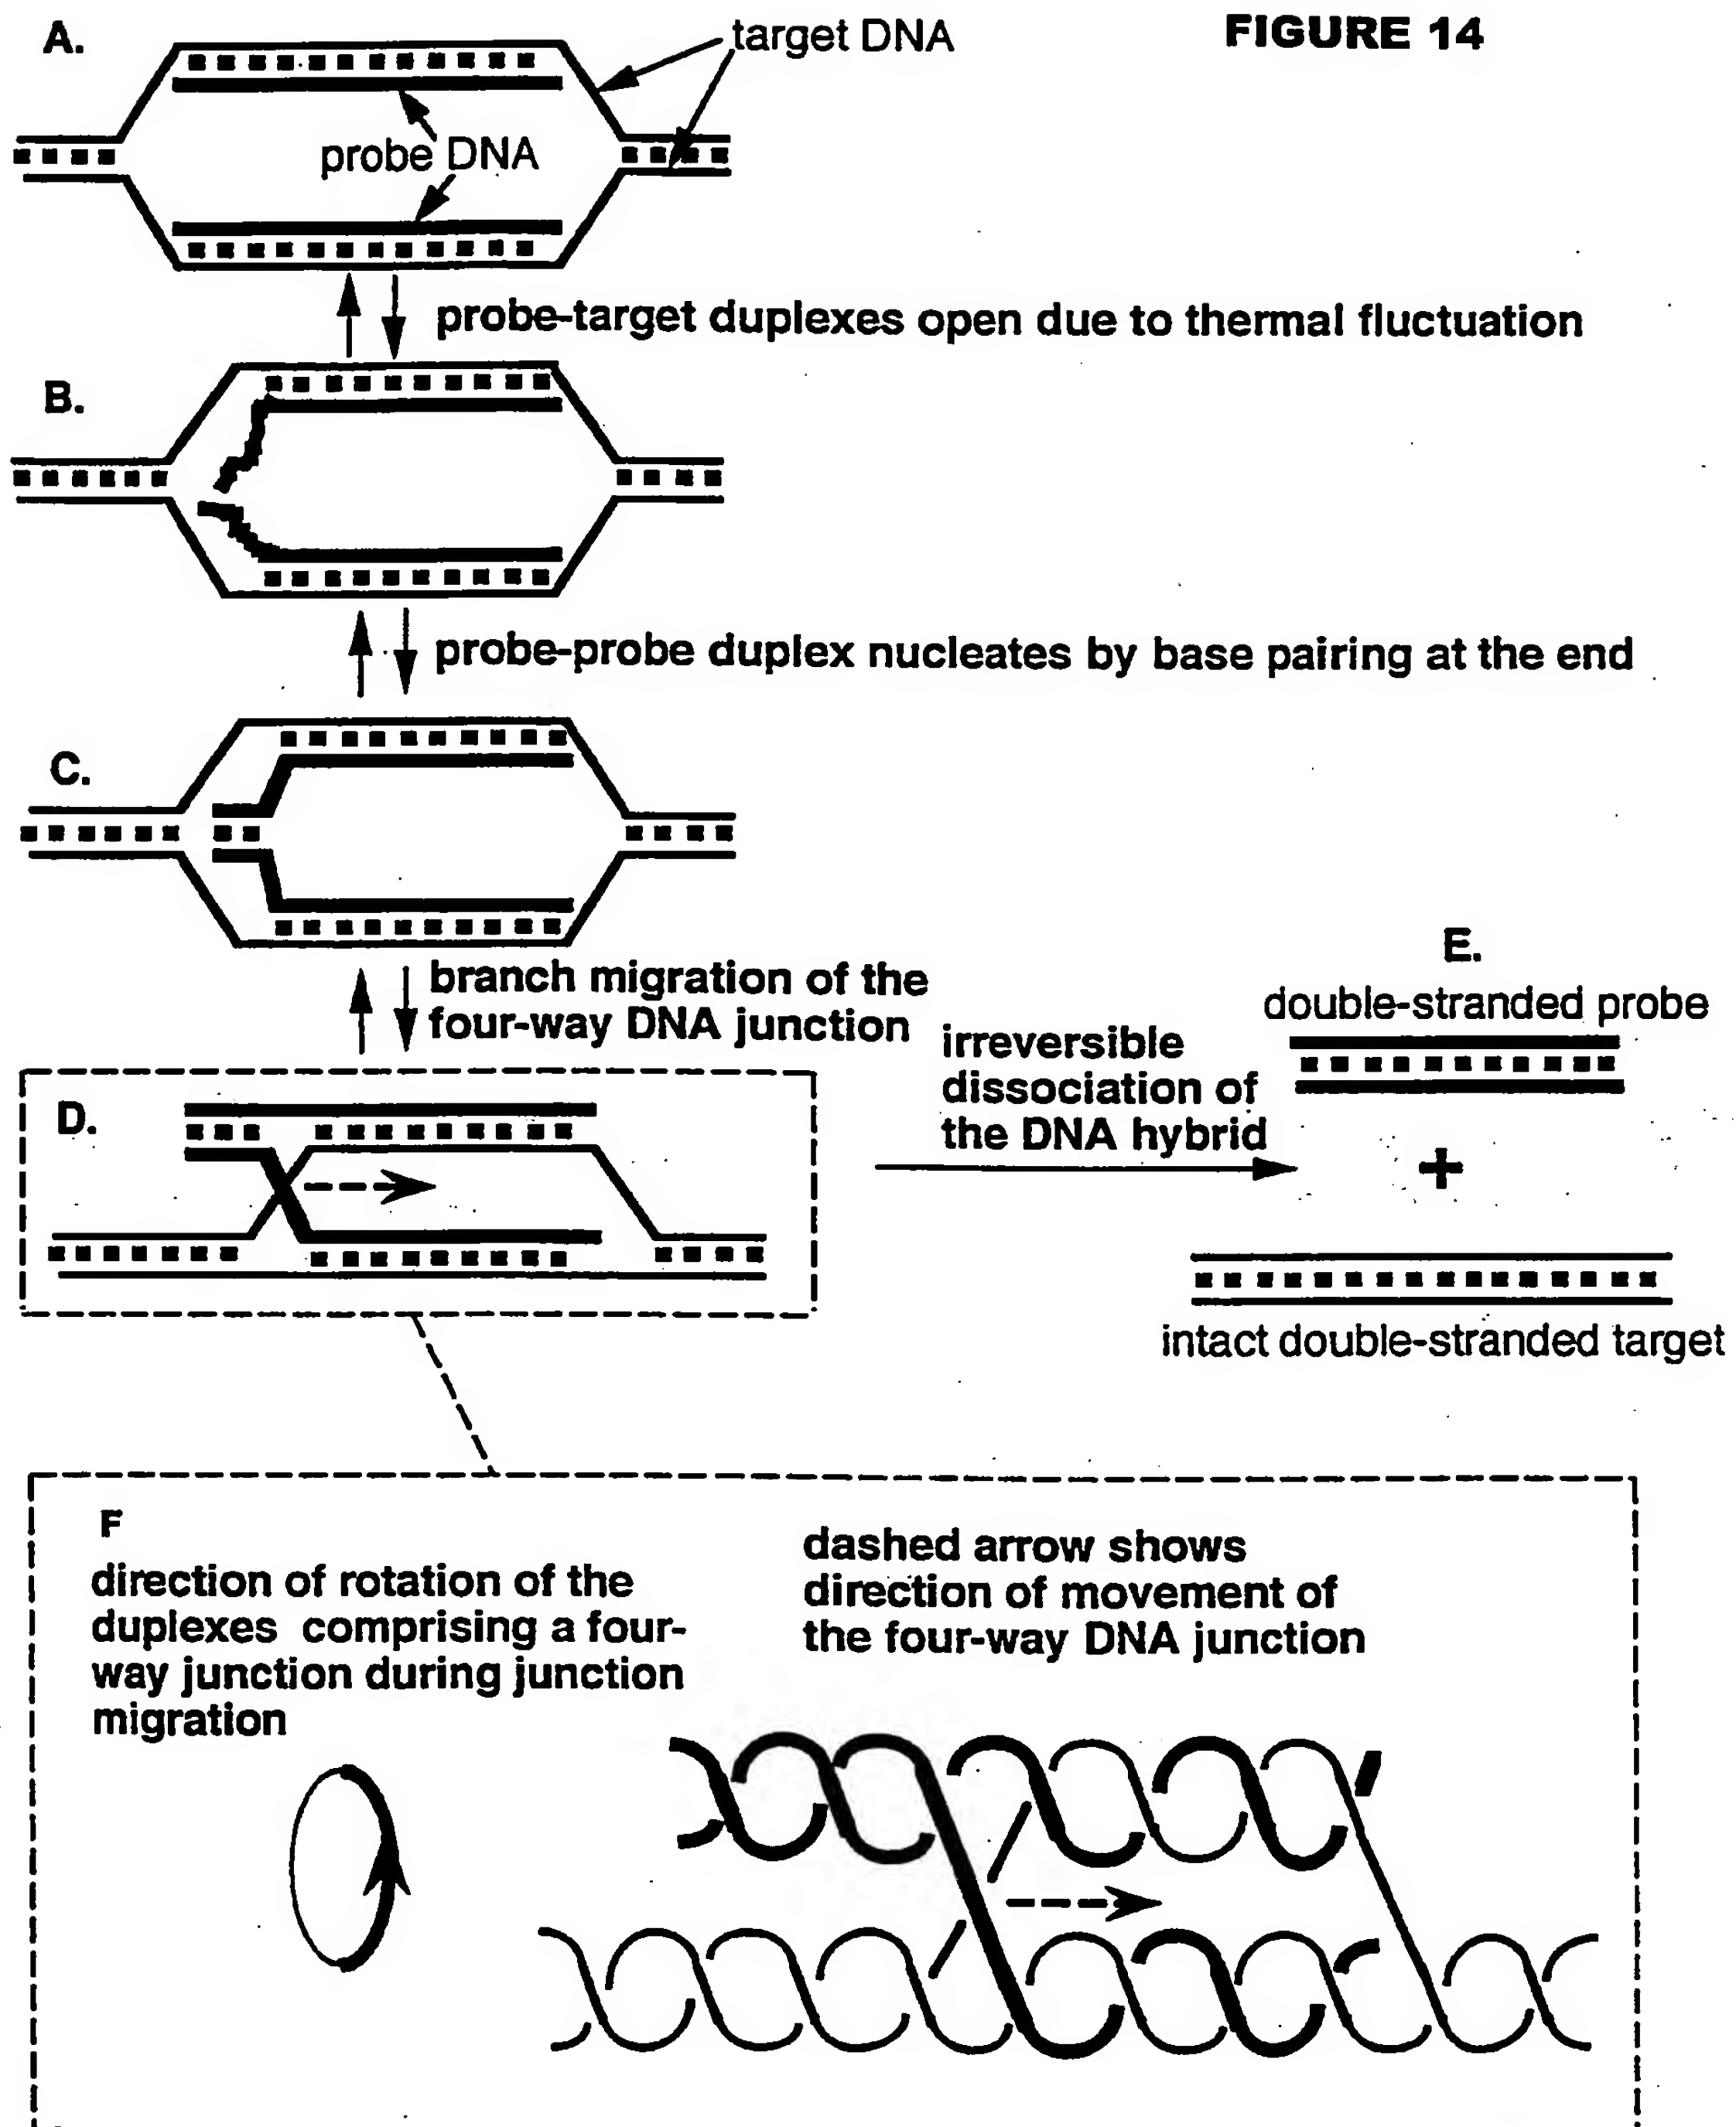 FIGURE 14
A.
target DNA
probe DNA
probe-target duplexes open due to thermal fluctuation
B.
probe-probe duplex nucleates by base pairing at the end
C.
branch migration of the
four-way DNA junction
D.
irreversible
dissociation of
the DNA hybrid
E.
double-stranded probe
+
intact double-stranded target
F
direction of rotation of the
duplexes comprising a four-
way junction during junction
migration
dashed arrow shows
direction of movement of
the four-way DNA junction